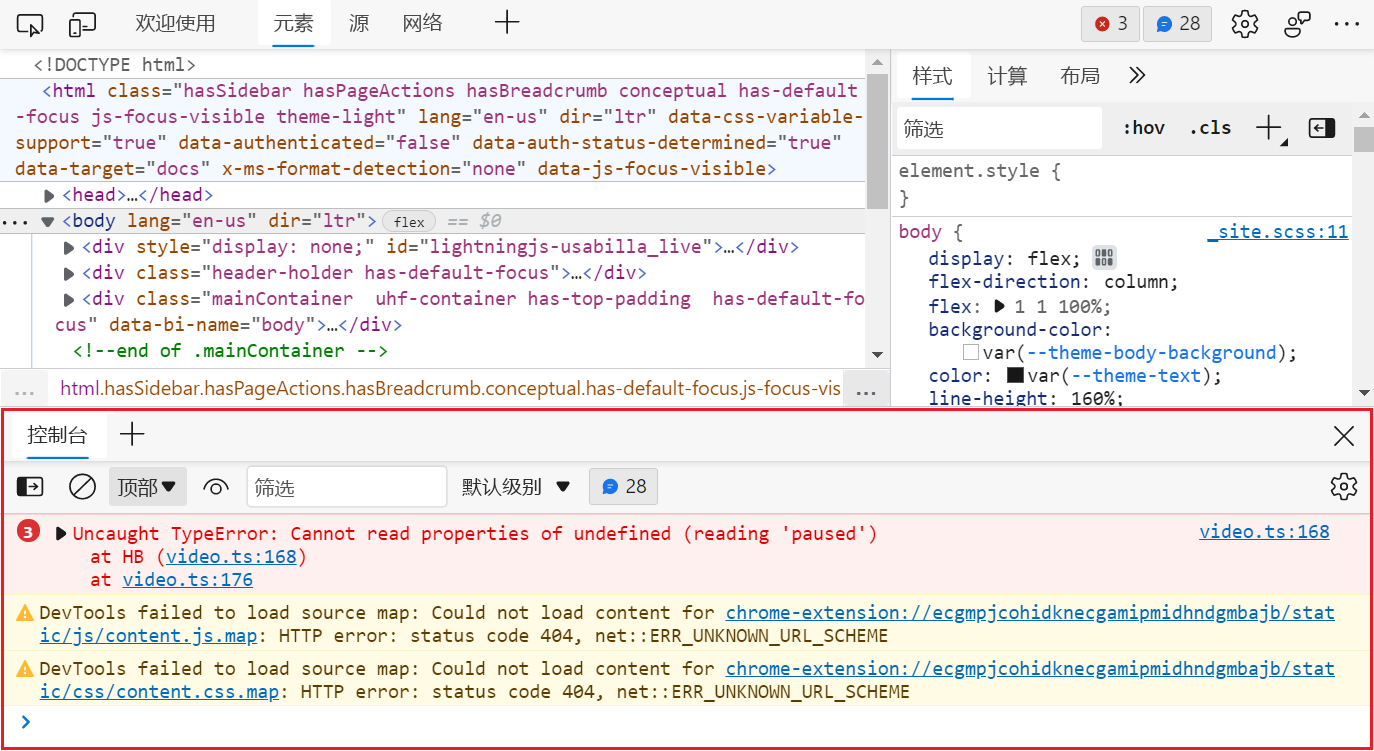 欢迎使用 元素 源 网络 3 28
<!DOCTYPE html>
<html class="hasSidebar hasPageActions hasBreadcrumb conceptual has-default
-focus js-focus-visible theme-light" lang="en-us" dir="ltr" data-css-variable-
support="true" data-authenticated="false" data-auth-status-determined="true"
data-target="docs" x-ms-format-detection="none" data-js-focus-visible>
<head>…</head>
<body lang="en-us" dir="ltr"> flex == $0
<div style="display: none;" id="lightningjs-usabilla_live">…</div>
<div class="header-holder has-default-focus">…</div>
<div class="mainContainer  uhf-container has-top-padding  has-default-fo
cus" data-bi-name="body">…</div>
<!--end of .mainContainer -->
... html.hasSidebar.hasPageActions.hasBreadcrumb.conceptual.has-default-focus.js-focus-vis ...
样式 计算 布局
筛选 :hov .cls
element.style {
}
body { _site.scss:11
display: flex;
flex-direction: column;
flex: 1 1 100%;
background-color:
var(--theme-body-background);
color: var(--theme-text);
line-height: 160%;
控制台
顶部 筛选 默认级别 28
3 Uncaught TypeError: Cannot read properties of undefined (reading 'paused') video.ts:168
at HB (video.ts:168)
at video.ts:176
DevTools failed to load source map: Could not load content for chrome-extension://ecgmpjcohidknecgamipmidhndgmbajb/stat
ic/js/content.js.map: HTTP error: status code 404, net::ERR_UNKNOWN_URL_SCHEME
DevTools failed to load source map: Could not load content for chrome-extension://ecgmpjcohidknecgamipmidhndgmbajb/stat
ic/css/content.css.map: HTTP error: status code 404, net::ERR_UNKNOWN_URL_SCHEME